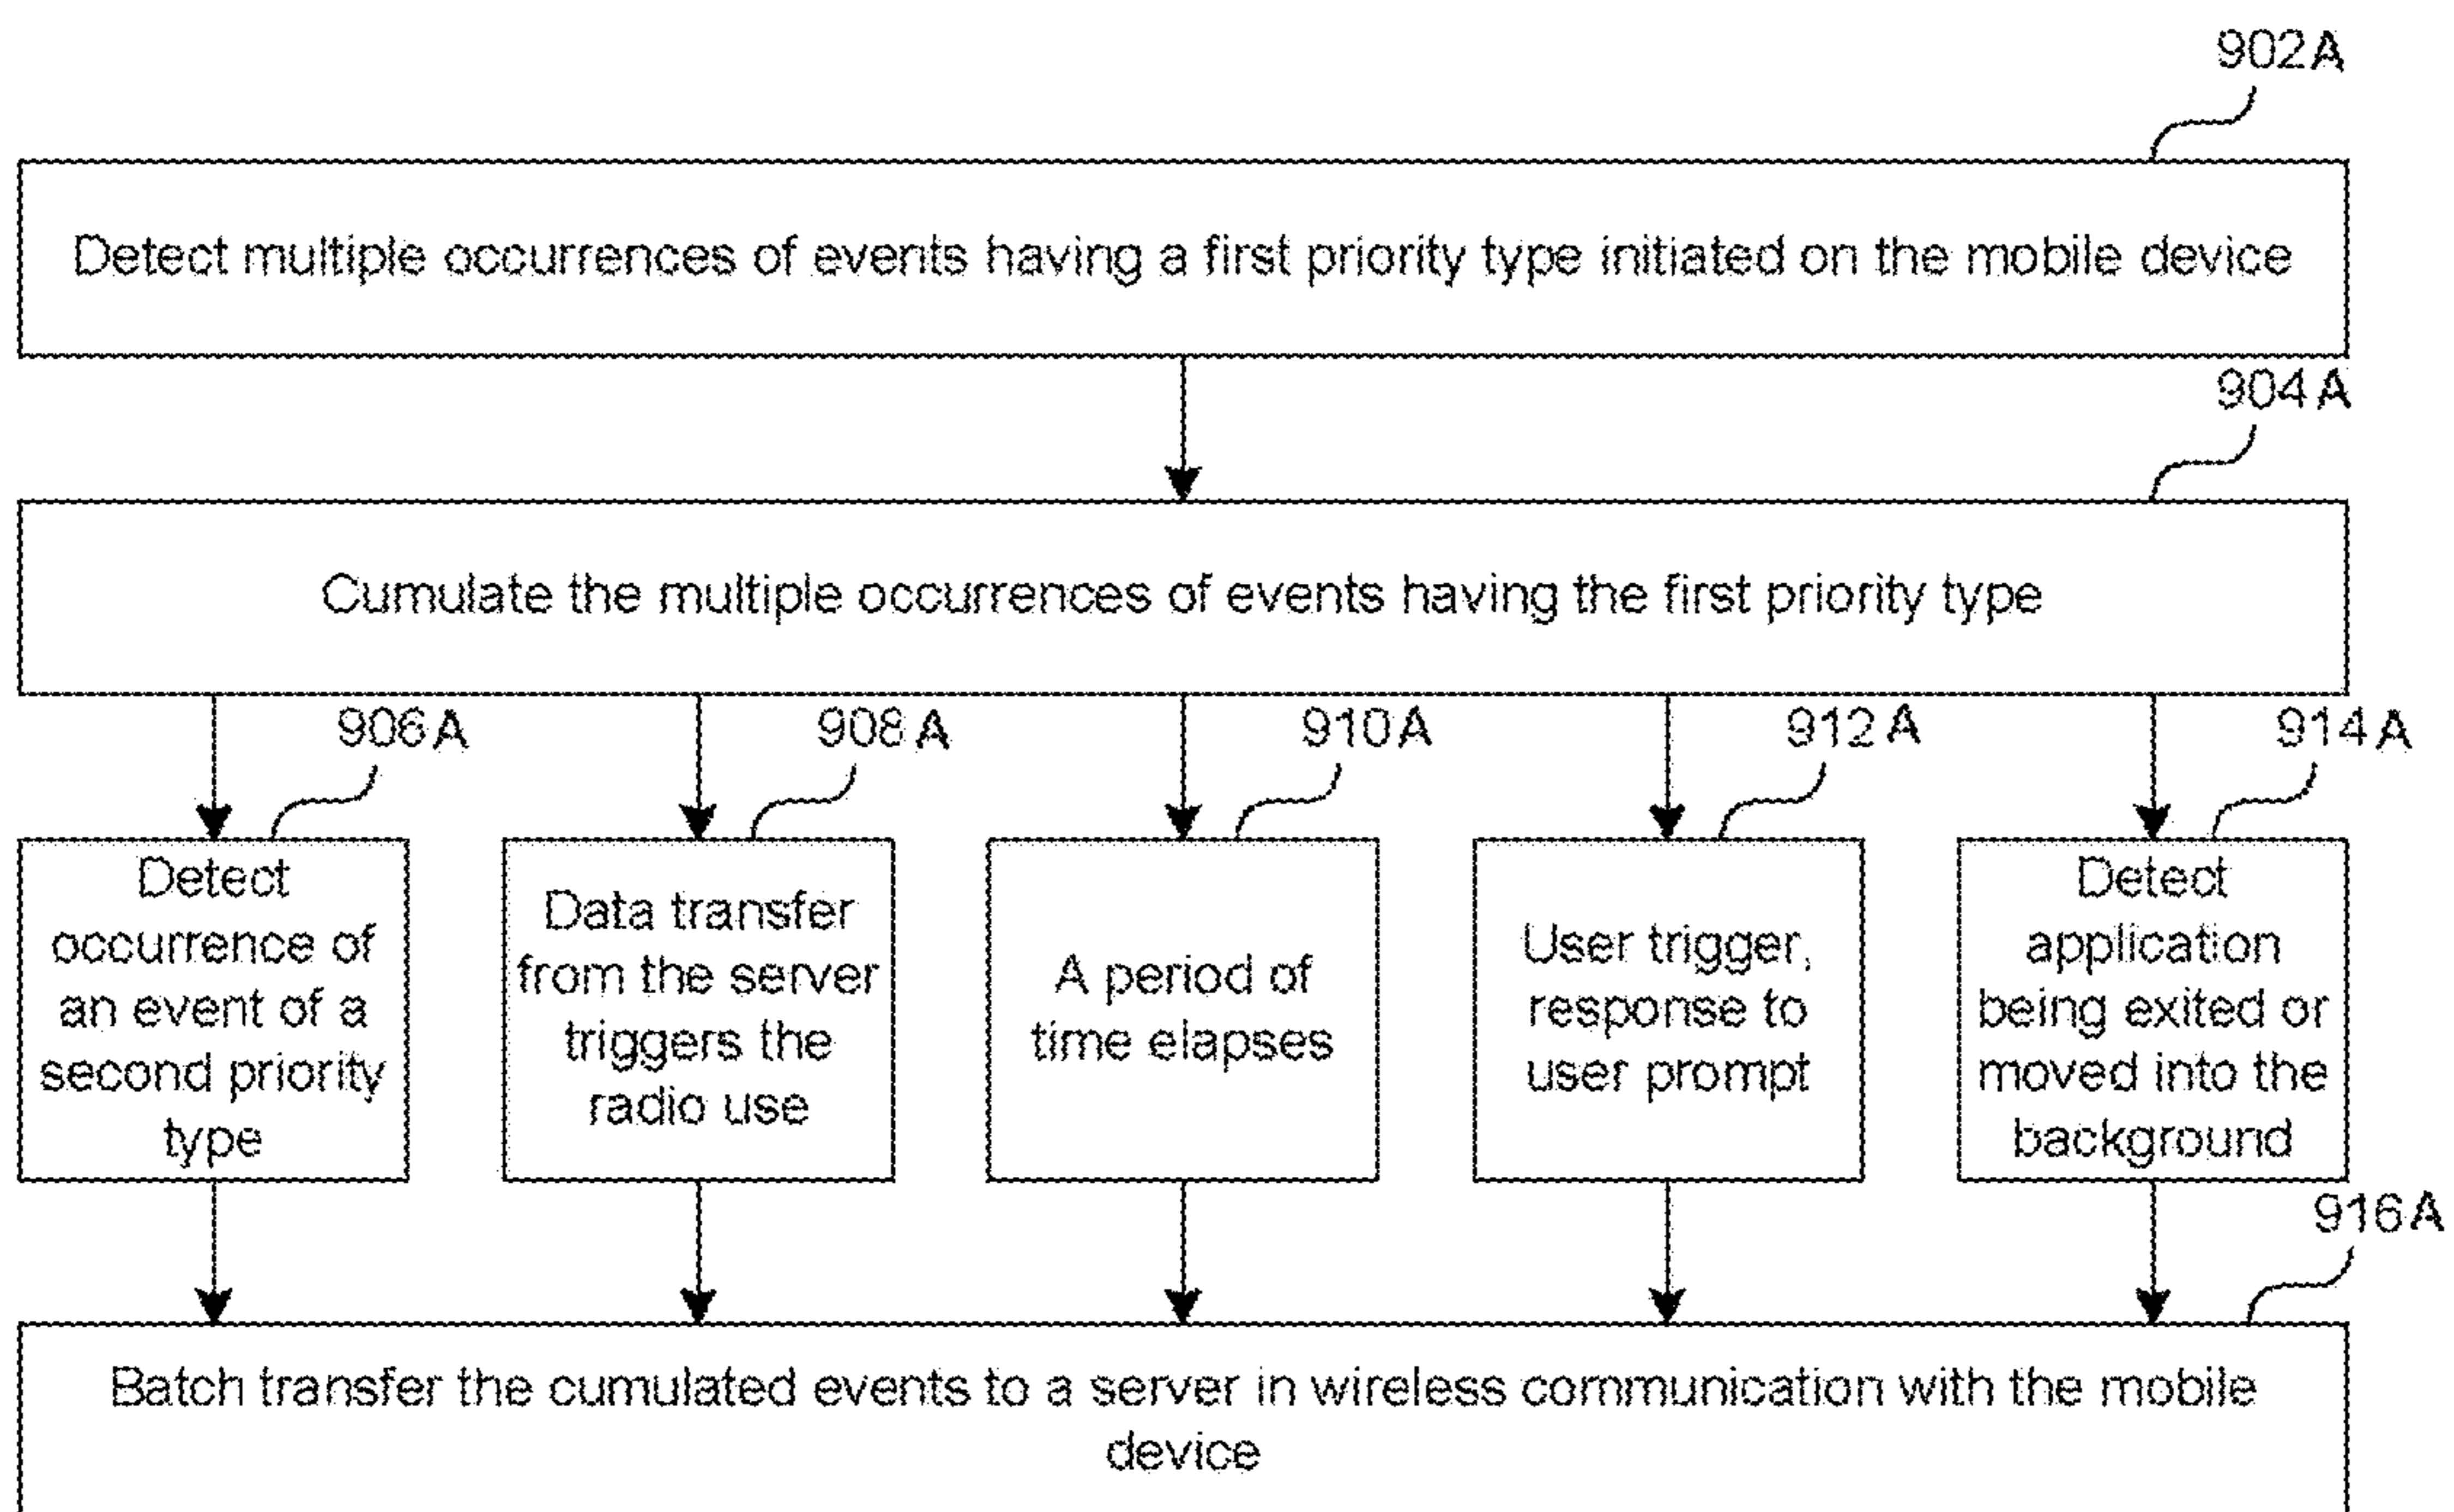 902A
Detect multiple occurrences of events having a first priority type initiated on the mobile device
904A
Cumulate the multiple occurrences of events having the first priority type
906A
Detect
occurrence of
an event of a
second priority
type
908A
Data transfer
from the server
triggers the
radio use
910A
A period of
time elapses
912A
User trigger,
response to
user prompt
914A
Detect
application
being exited or
moved into the
background
916A
Batch transfer the cumulated events to a server in wireless communication with the mobile
device